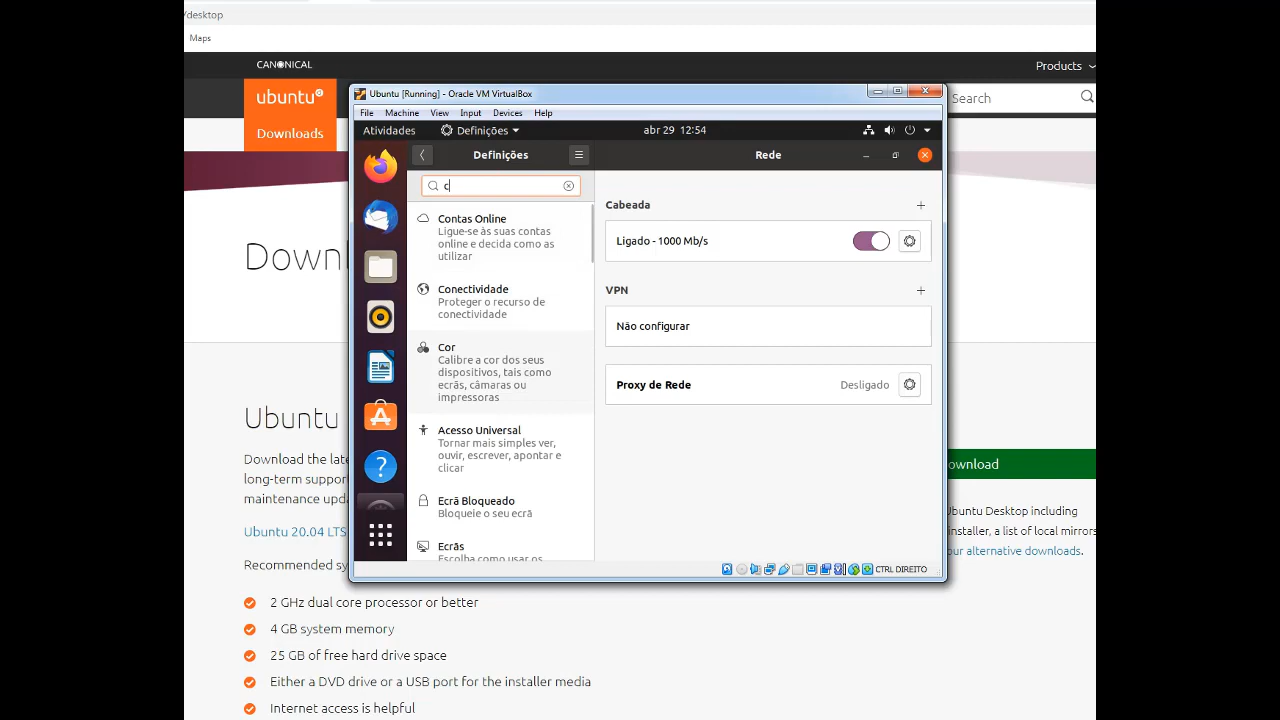 /desktop
Maps
CANONICAL
Products
ubuntu
Search
Downloads
Ubuntu [Running] - Oracle VM VirtualBox
File Machine View Input Devices Help
Atividades Definições abr 29 12:54
Definições Rede
c
Contas Online
Ligue-se às suas contas
online e decida como as
utilizar
Conectividade
Proteger o recurso de
conectividade
Cor
Calibre a cor dos seus
dispositivos, tais como
ecrãs, câmaras ou
impressoras
Acesso Universal
Tornar mais simples ver,
ouvir, escrever, apontar e
clicar
Ecrã Bloqueado
Bloqueie o seu ecrã
Ecrãs
Escolha como usar os
Cabeada
Ligado - 1000 Mb/s
VPN
Não configurar
Proxy de Rede Desligado
CTRL DIREITO
Down
Ubuntu
Download the late
long-term suppor
maintenance upda
Ubuntu 20.04 LTS
Recommended sy
2 GHz dual core processor or better
4 GB system memory
25 GB of free hard drive space
Either a DVD drive or a USB port for the installer media
Internet access is helpful
ownload
Ubuntu Desktop including
installer, a list of local mirrors
our alternative downloads.